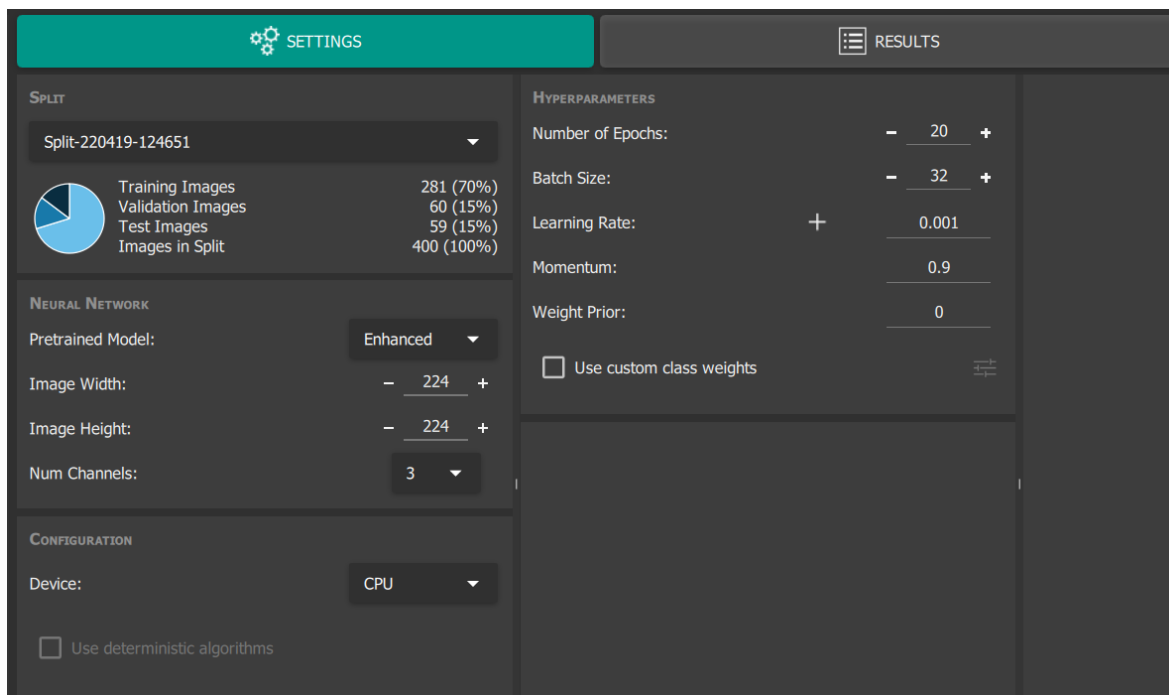 SETTINGS
RESULTS
SPLIT
Split-220419-124651
Training Images 281 (70%)
Validation Images 60 (15%)
Test Images 59 (15%)
Images in Split 400 (100%)
NEURAL NETWORK
Pretrained Model: Enhanced
Image Width: − 224 +
Image Height: − 224 +
Num Channels: 3
CONFIGURATION
Device: CPU
Use deterministic algorithms
HYPERPARAMETERS
Number of Epochs: − 20 +
Batch Size: − 32 +
Learning Rate: + 0.001
Momentum: 0.9
Weight Prior: 0
Use custom class weights